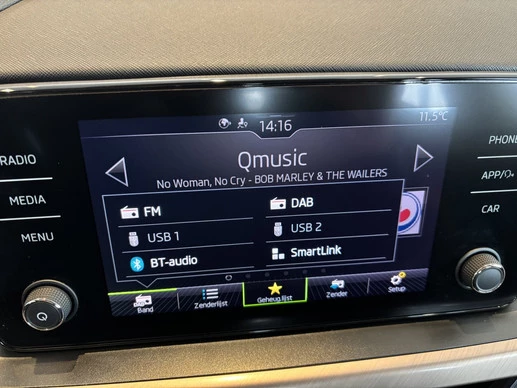 14:16
11.5°C
Qmusic
No Woman, No Cry - BOB MARLEY & THE WAILERS
RADIO
MEDIA
MENU
FM
DAB
USB 1
USB 2
BT-audio
SmartLink
PHONE
APP/
CAR
Band
Zenderlijst
Geheug.lijst
Zender
Setup